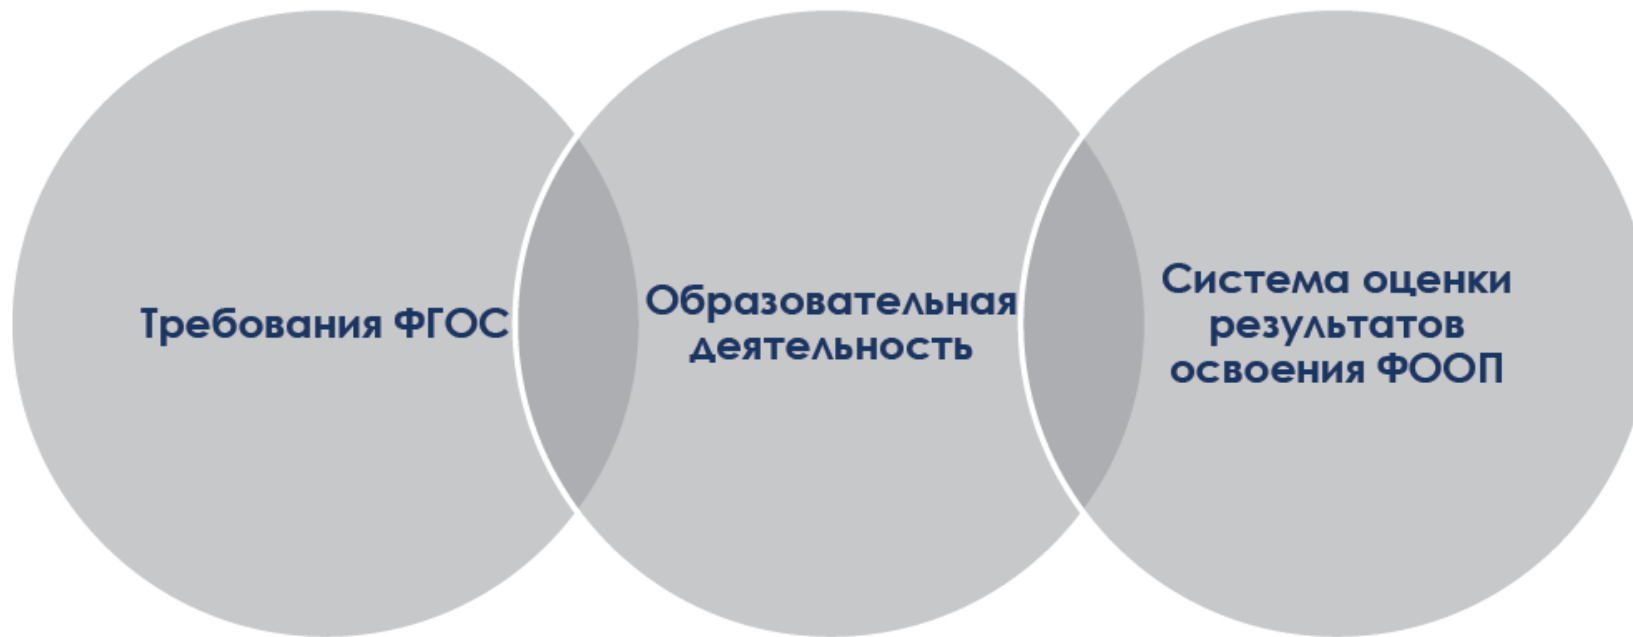 Требования ФГОС
Образовательная
деятельность
Система оценки
результатов
освоения ФООП